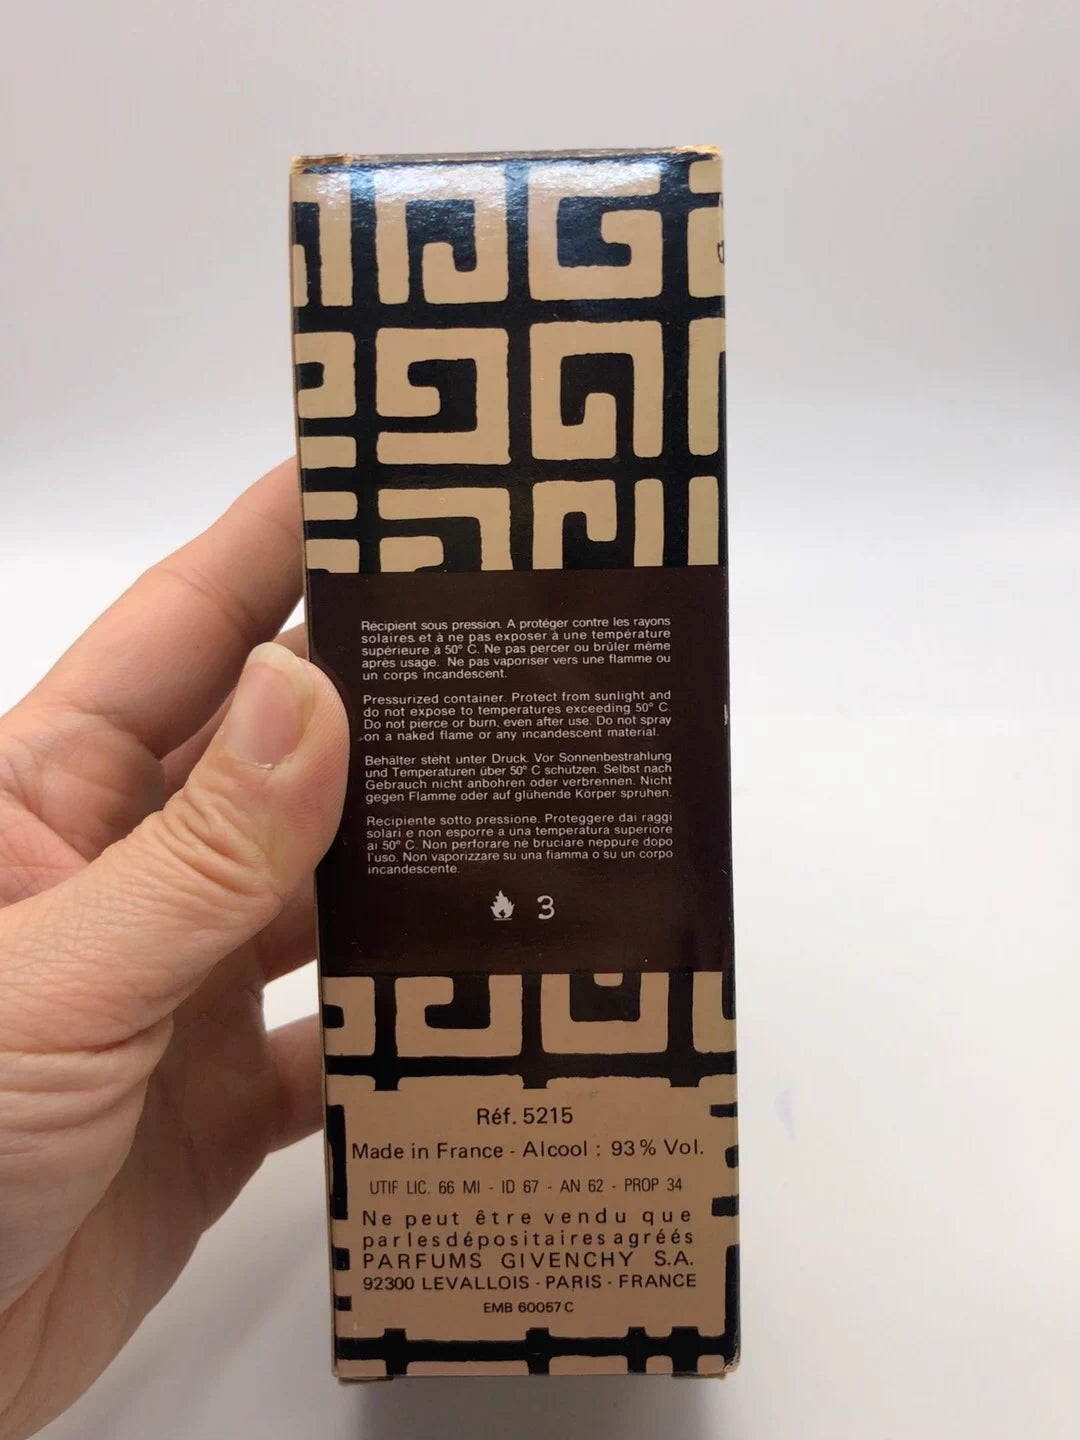 Récipient sous pression. A protéger contre les rayons
solaires et à ne pas exposer à une température
supérieure à 50° C. Ne pas percer ou brûler même
après usage. Ne pas vaporiser vers une flamme ou
un corps incandescent.
Pressurized container. Protect from sunlight and
do not expose to temperatures exceeding 50° C.
Do not pierce or burn, even after use. Do not spray
on a naked flame or any incandescent material.
Behälter steht unter Druck. Vor Sonnenbestrahlung
und Temperaturen über 50° C schützen. Selbst nach
Gebrauch nicht anbohren oder verbrennen. Nicht
gegen Flamme oder auf glühende Körper spruhen.
Recipiente sotto pressione. Proteggere dai raggi
solari e non esporre a una temperatura superiore
ai 50° C. Non perforare nè bruciare neppure dopo
l'uso. Non vaporizzare su una fiamma o su un corpo
incandescente.
3
Réf. 5215
Made in France - Alcool : 93% Vol.
UTIF LIC. 66 MI - ID 67 - AN 62 - PROP 34
Ne peut être vendu que
par les dépositaires agréés
PARFUMS GIVENCHY S.A.
92300 LEVALLOIS - PARIS - FRANCE
EMB 60057 C